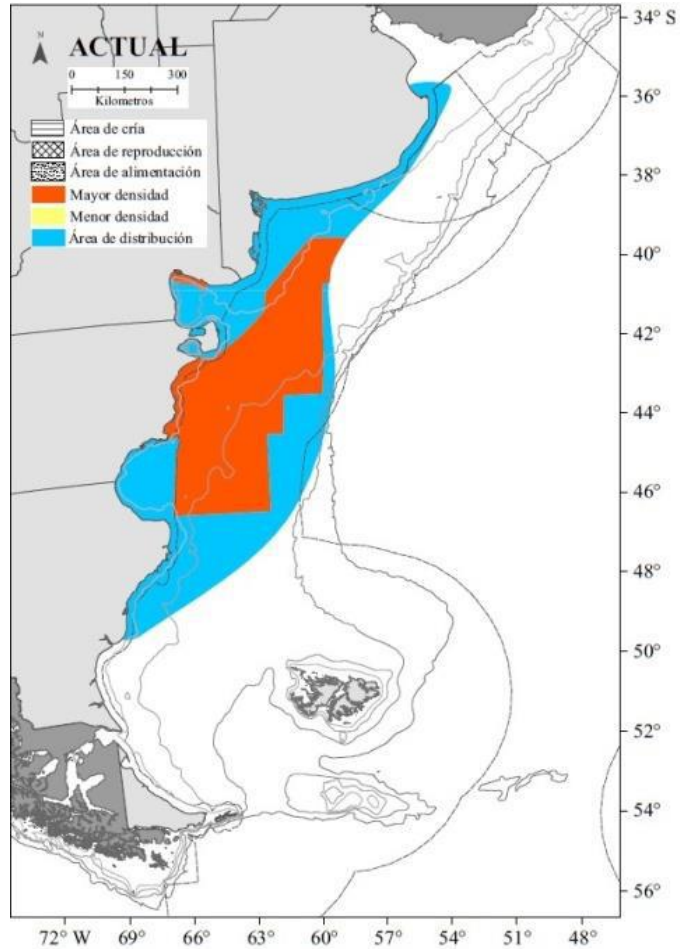 ACTUAL
0 150 300
Kilometros
Área de cría
Área de reproducción
Área de alimentación
Mayor densidad
Menor densidad
Área de distribución
34° S
36°
38°
40°
42°
44°
46°
48°
50°
52°
54°
56°
72° W 69° 66° 63° 60° 57° 54° 51° 48°